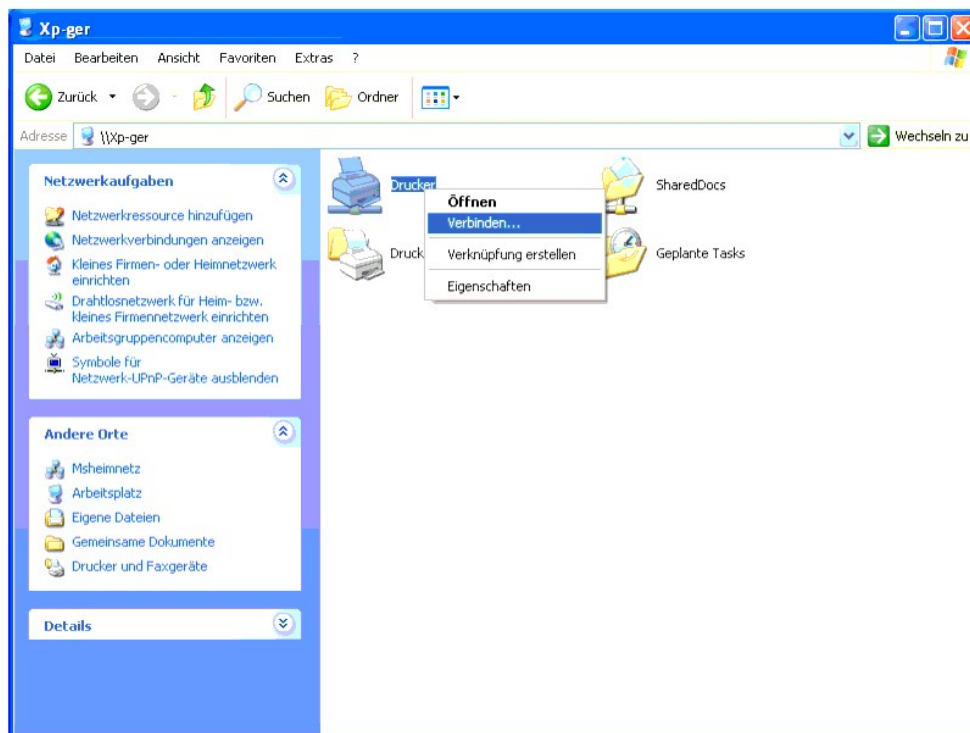 Xp-ger
Datei Bearbeiten Ansicht Favoriten Extras ?
Zurück Suchen Ordner
Adresse \\Xp-ger Wechseln zu
Netzwerkaufgaben
Netzwerkressource hinzufügen
Netzwerkverbindungen anzeigen
Kleines Firmen- oder Heimnetzwerk
einrichten
Drahtlosnetzwerk für Heim- bzw.
kleines Firmennetzwerk einrichten
Arbeitsgruppencomputer anzeigen
Symbole für
Netzwerk-UPnP-Geräte ausblenden
Andere Orte
Msheimnetz
Arbeitsplatz
Eigene Dateien
Gemeinsame Dokumente
Drucker und Faxgeräte
Details
Drucker
SharedDocs
Druck
Geplante Tasks
Öffnen
Verbinden...
Verknüpfung erstellen
Eigenschaften